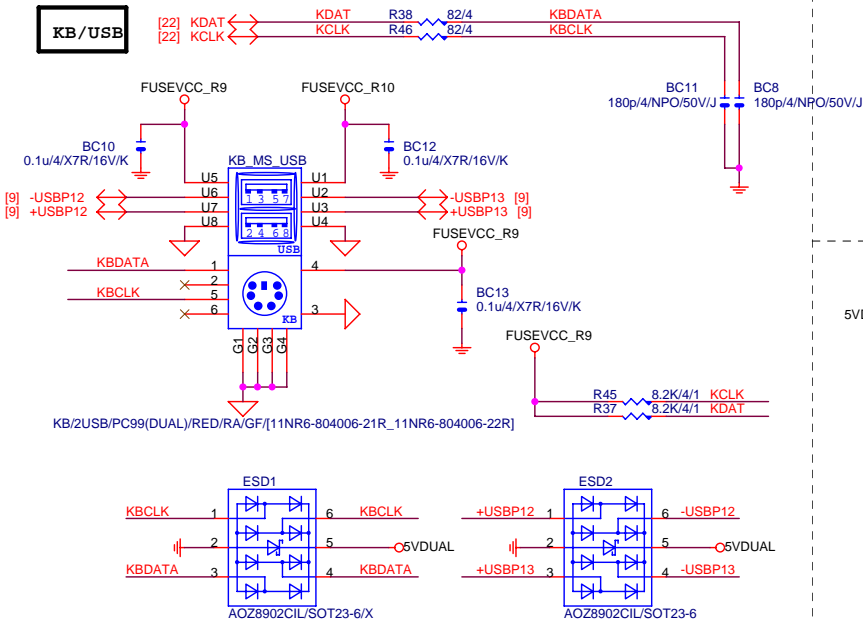 KB/USB
[22] KDAT KDAT R38 82/4 KBDATA
[22] KCLK KCLK R46 82/4 KBCLK
BC11 BC8
180p/4/NPO/50V/J 180p/4/NPO/50V/J
FUSEVCC_R9 FUSEVCC_R10
BC10 BC12
0.1u/4/X7R/16V/K 0.1u/4/X7R/16V/K
KB_MS_USB
U5 U1
[9] -USBP12 U6 1 3 5 7 U2 -USBP13 [9]
[9] +USBP12 U7 U3 +USBP13 [9]
U8 2 4 6 8 U4
USB
FUSEVCC_R9
KBDATA 1 4
2
KBCLK 5
6 KB 3
BC13
0.1u/4/X7R/16V/K
G1 G2 G3 G4
5V
FUSEVCC_R9
R45 8.2K/4/1 KCLK
R37 8.2K/4/1 KDAT
KB/2USB/PC99(DUAL)/RED/RA/GF/[11NR6-804006-21R_11NR6-804006-22R]
ESD1 ESD2
KBCLK 1 6 KBCLK +USBP12 1 6 -USBP12
2 5 5VDUAL 2 5 5VDUAL
KBDATA 3 4 KBDATA +USBP13 3 4 -USBP13
AOZ8902CIL/SOT23-6/X AOZ8902CIL/SOT23-6